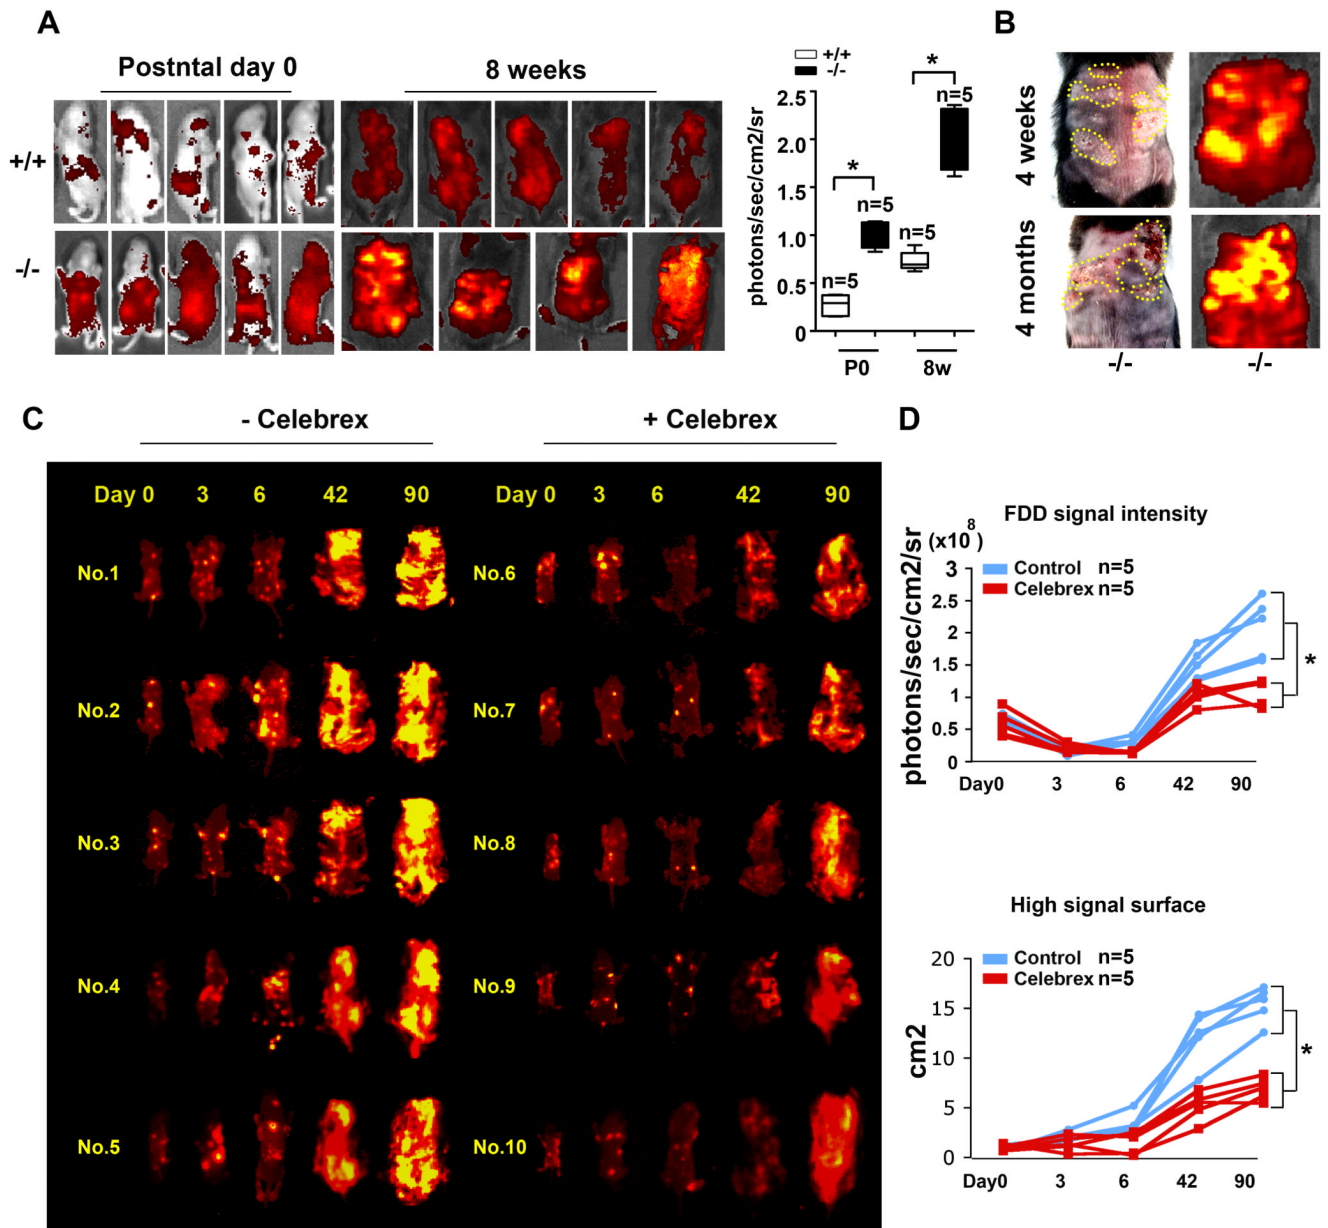 A
Postntal day 0
8 weeks
+/+
-/-
+/+
-/-
photons/sec/cm2/sr
2.5
2.0
1.5
1.0
0.5
0
n=5
*
n=5
n=5
*
n=5
P0
8w
B
4 weeks
4 months
-/-
-/-
C
- Celebrex
+ Celebrex
Day 0 3 6 42 90
Day 0 3 6 42 90
No.1
No.6
No.2
No.7
No.3
No.8
No.4
No.9
No.5
No.10
D
FDD signal intensity
(x10⁸)
photons/sec/cm2/sr
Control n=5
Celebrex n=5
3
2.5
2
1.5
1
0.5
0
*
Day0 3 6 42 90
High signal surface
Control n=5
Celebrex n=5
cm2
20
15
10
5
0
*
Day0 3 6 42 90